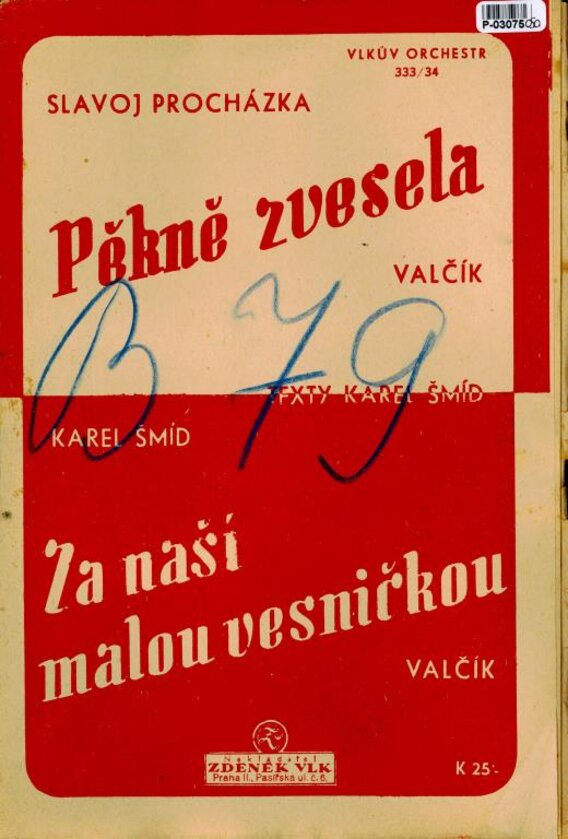 P-03075
VLKŮV ORCHESTR
333/34
SLAVOJ PROCHÁZKA
Pěkně zvesela
VALČÍK
B 79
TEXTY KAREL ŠMÍD
KAREL ŠMÍD
Za naší
malou vesničkou
VALČÍK
Nakladatel
ZDENĚK VLK
Praha II., Pasířská ul. č. 6.
K 25·-